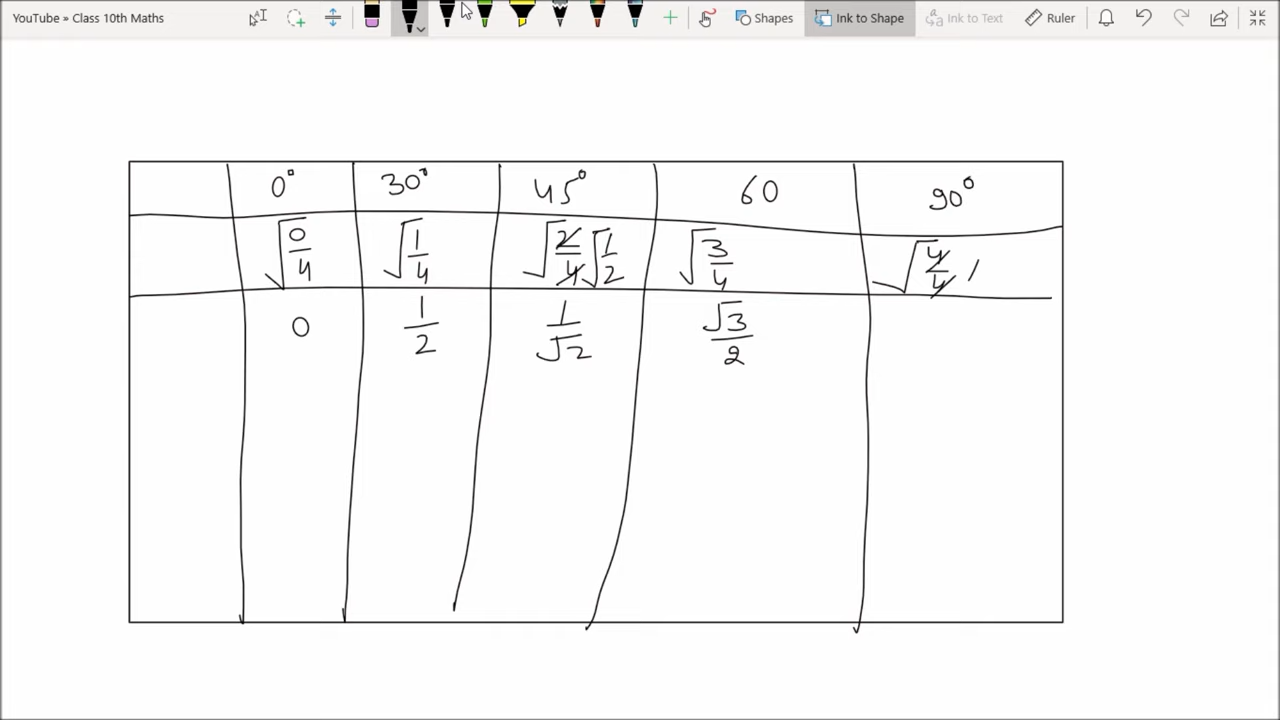 YouTube » Class 10th Maths Shapes Ink to Shape Ink to Text Ruler
0° 30° 45° 60 90°
√0/4 √1/4 √2/4 √1/2 √3/4 √4/4 1
0 1/2 1/√2 √3/2